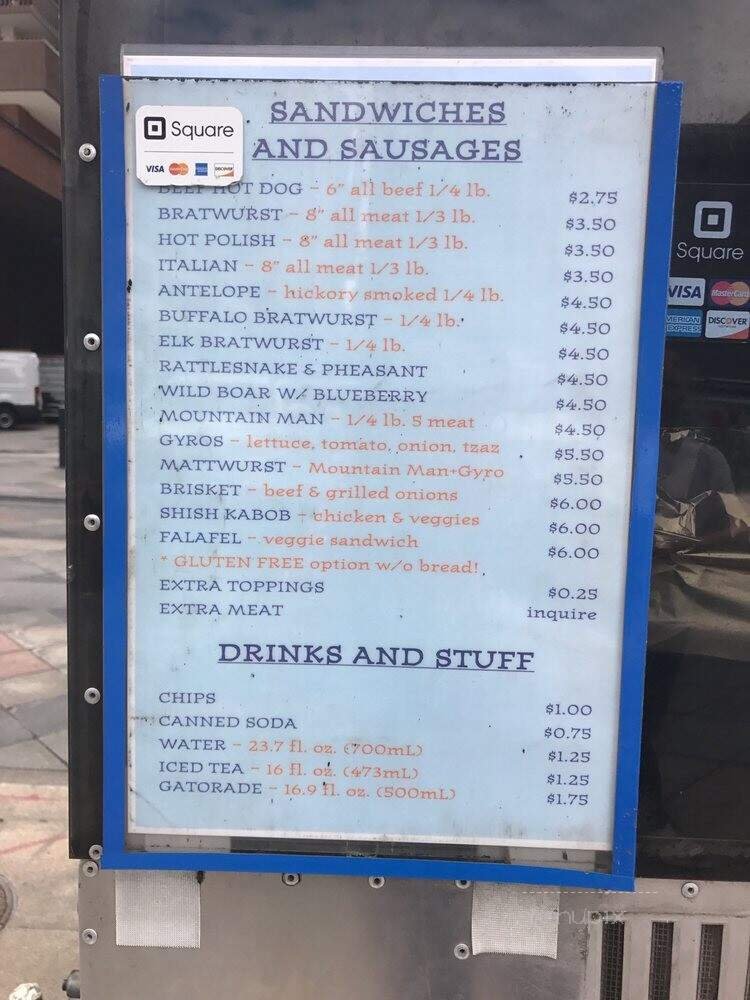 Square
VISA MasterCard DISCOVER
SANDWICHES
AND SAUSAGES
BEEF HOT DOG - 6" all beef 1/4 lb. $2.75
BRATWURST - 8" all meat 1/3 lb. $3.50
HOT POLISH - 8" all meat 1/3 lb. $3.50
ITALIAN - 8" all meat 1/3 lb. $3.50
ANTELOPE - hickory smoked 1/4 lb. $4.50
BUFFALO BRATWURST - 1/4 lb. $4.50
ELK BRATWURST - 1/4 lb. $4.50
RATTLESNAKE & PHEASANT $4.50
WILD BOAR W/ BLUEBERRY $4.50
MOUNTAIN MAN - 1/4 lb. 5 meat $4.50
GYROS - lettuce, tomato, onion, tzaz $5.50
MATTWURST - Mountain Man+Gyro $5.50
BRISKET - beef & grilled onions $6.00
SHISH KABOB - chicken & veggies $6.00
FALAFEL - veggie sandwich $6.00
* GLUTEN FREE option w/o bread!
EXTRA TOPPINGS $0.25
EXTRA MEAT inquire
DRINKS AND STUFF
CHIPS $1.00
CANNED SODA $0.75
WATER - 23.7 fl. oz. (700mL) $1.25
ICED TEA - 16 fl. oz. (473mL) $1.25
GATORADE - 16.9 fl. oz. (500mL) $1.75
Square
VISA MasterCard
AMERICAN EXPRESS DISCOVER
menupix